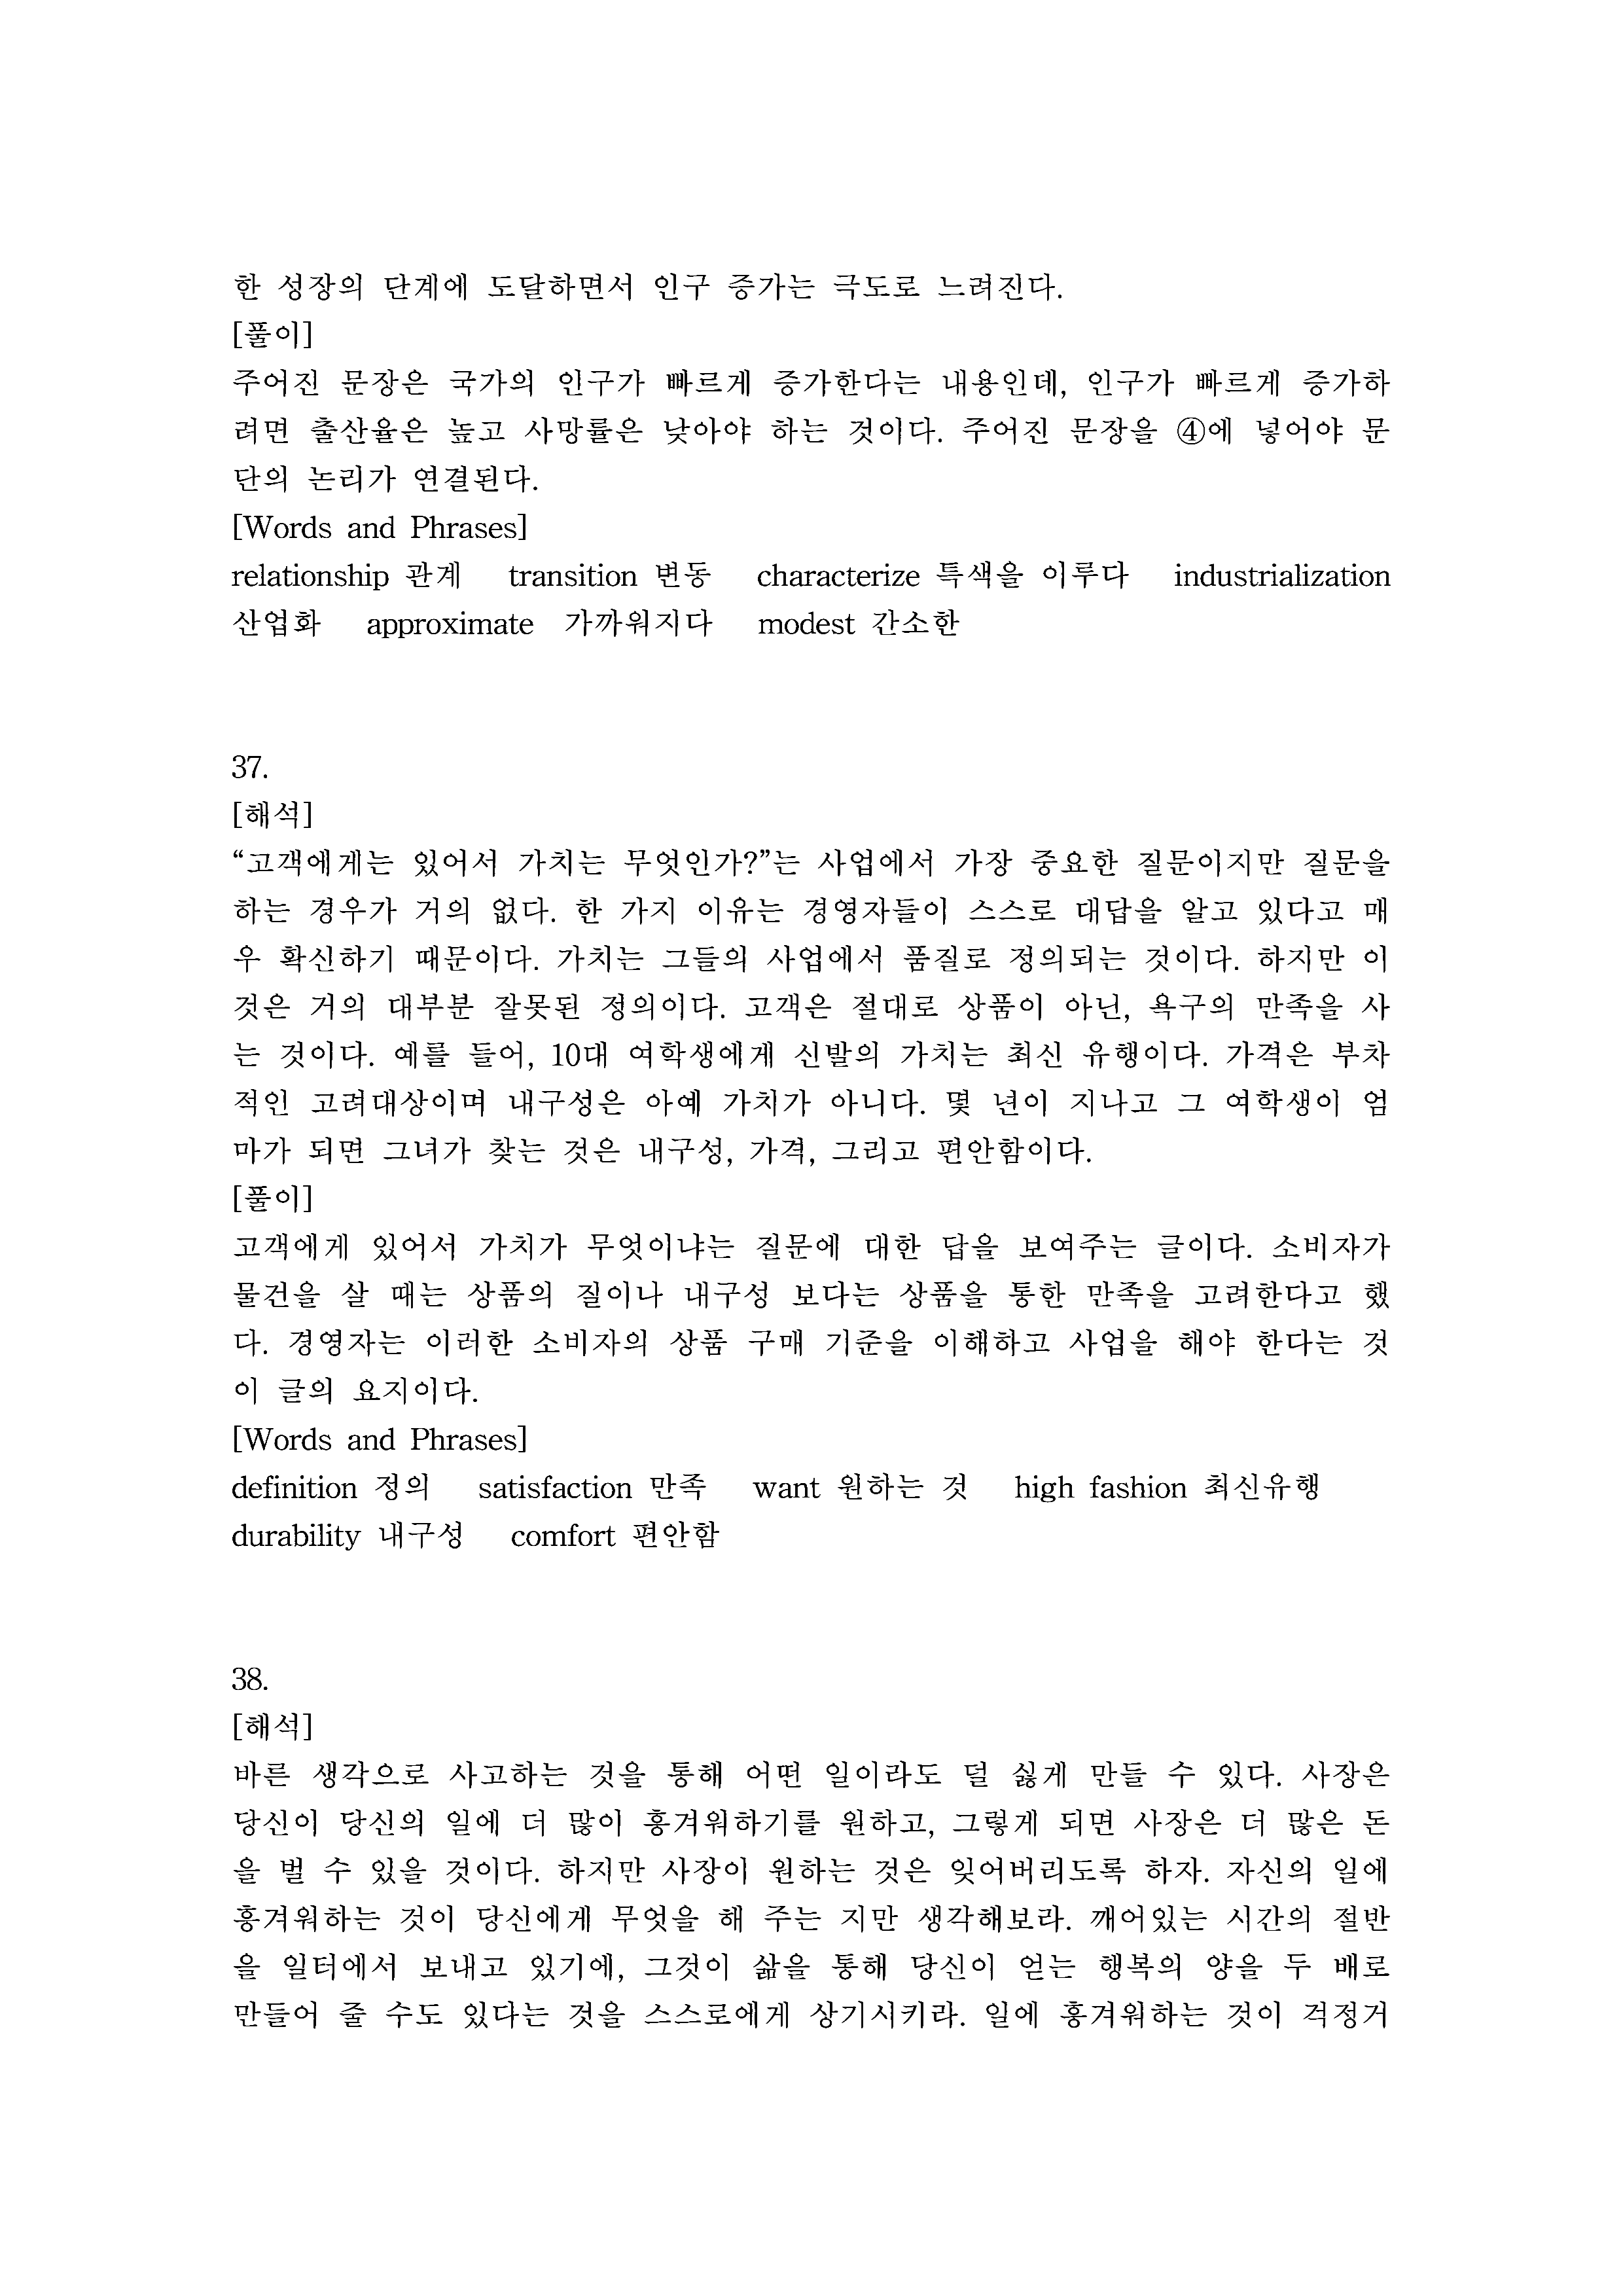 한 성장의 단계에 도달하면서 인구 증가는 극도로 느려진다.
[풀이]
주어진 문장은 국가의 인구가 빠르게 증가한다는 내용인데, 인구가 빠르게 증가하
려면 출산율은 높고 사망률은 낮아야 하는 것이다. 주어진 문장을 ④에 넣어야 문
단의 논리가 연결된다.
[Words and Phrases]
relationship 관계 transition 변동 characterize 특색을 이루다 industrialization
산업화 approximate 가까워지다 modest 간소한
37.
[해석]
“고객에게는 있어서 가치는 무엇인가?”는 사업에서 가장 중요한 질문이지만 질문을
하는 경우가 거의 없다. 한 가지 이유는 경영자들이 스스로 대답을 알고 있다고 매
우 확신하기 때문이다. 가치는 그들의 사업에서 품질로 정의되는 것이다. 하지만 이
것은 거의 대부분 잘못된 정의이다. 고객은 절대로 상품이 아닌, 욕구의 만족을 사
는 것이다. 예를 들어, 10대 여학생에게 신발의 가치는 최신 유행이다. 가격은 부차
적인 고려대상이며 내구성은 아예 가치가 아니다. 몇 년이 지나고 그 여학생이 엄
마가 되면 그녀가 찾는 것은 내구성, 가격, 그리고 편안함이다.
[풀이]
고객에게 있어서 가치가 무엇이냐는 질문에 대한 답을 보여주는 글이다. 소비자가
물건을 살 때는 상품의 질이나 내구성 보다는 상품을 통한 만족을 고려한다고 했
다. 경영자는 이러한 소비자의 상품 구매 기준을 이해하고 사업을 해야 한다는 것
이 글의 요지이다.
[Words and Phrases]
definition 정의 satisfaction 만족 want 원하는 것 high fashion 최신유행
durability 내구성 comfort 편안함
38.
[해석]
바른 생각으로 사고하는 것을 통해 어떤 일이라도 덜 싫게 만들 수 있다. 사장은
당신이 당신의 일에 더 많이 흥겨워하기를 원하고, 그렇게 되면 사장은 더 많은 돈
을 벌 수 있을 것이다. 하지만 사장이 원하는 것은 잊어버리도록 하자. 자신의 일에
흥겨워하는 것이 당신에게 무엇을 해 주는 지만 생각해보라. 깨어있는 시간의 절반
을 일터에서 보내고 있기에, 그것이 삶을 통해 당신이 얻는 행복의 양을 두 배로
만들어 줄 수도 있다는 것을 스스로에게 상기시키라. 일에 흥겨워하는 것이 걱정거